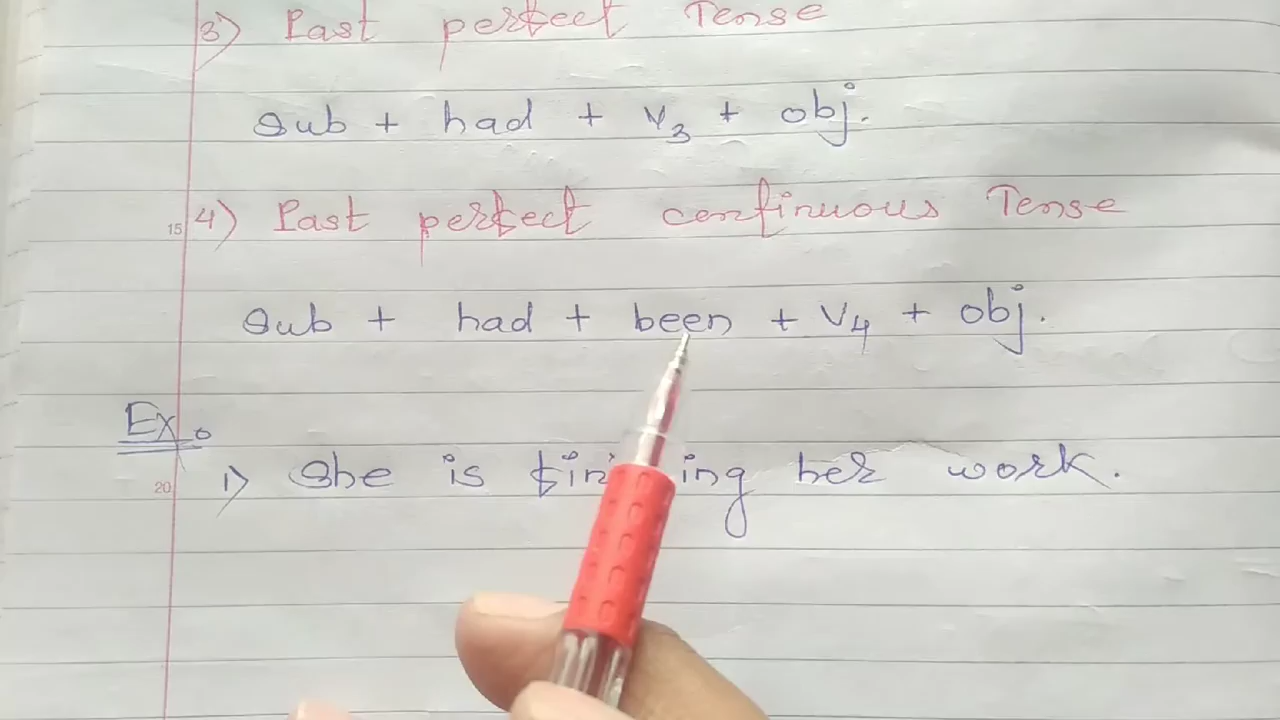 3) Past perfect Tense
Sub + had + V3 + obj.
15 4) Past perfect continuous Tense
Sub + had + been + V4 + obj.
Ex.
20 1) She is her work.